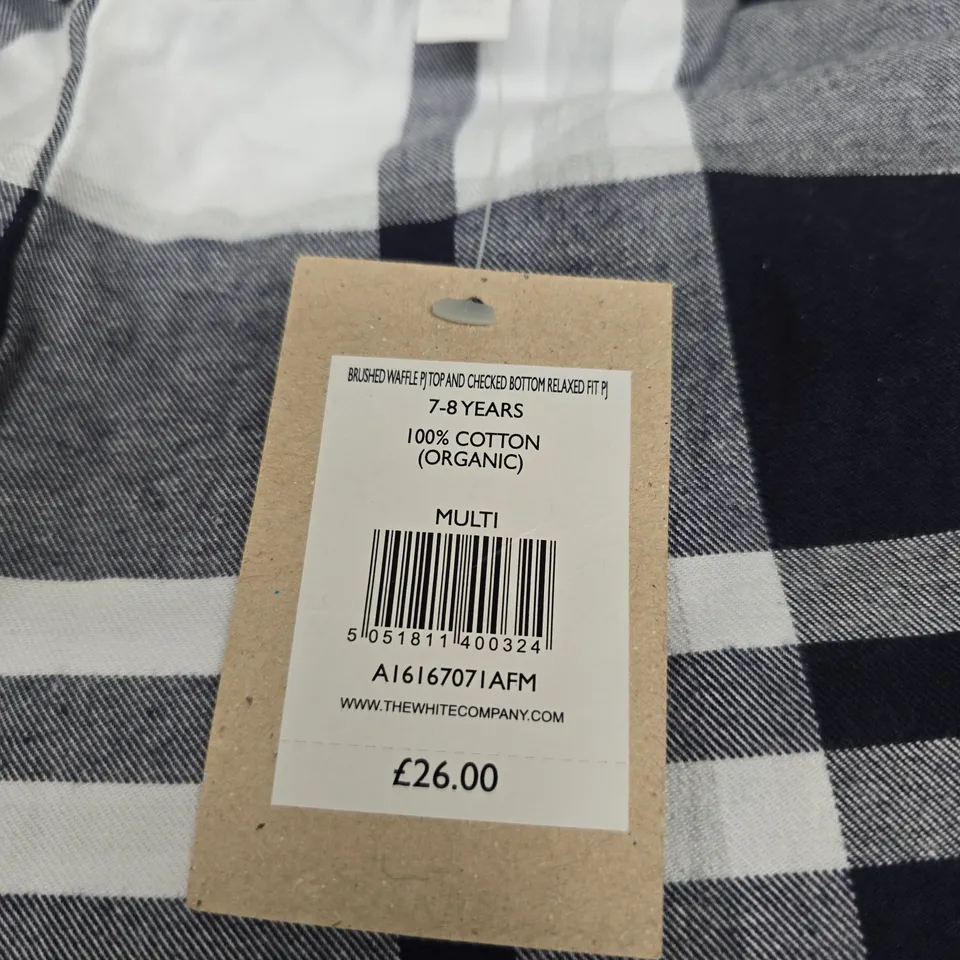 BRUSHED WAFFLE PJ TOP AND CHECKED BOTTOM RELAXED FIT PJ
7-8 YEARS
100% COTTON
(ORGANIC)
MULTI
5 051811 400324
A16167071AFM
WWW.THEWHITECOMPANY.COM
£26.00